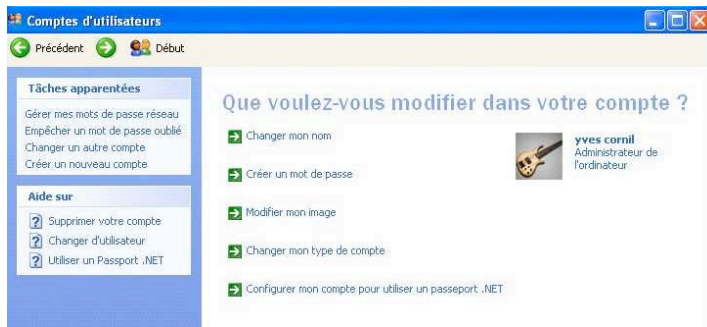 Comptes d'utilisateurs
Précédent
Début
Tâches apparentées
Gérer mes mots de passe réseau
Empêcher un mot de passe oublié
Changer un autre compte
Créer un nouveau compte
Aide sur
Supprimer votre compte
Changer d'utilisateur
Utiliser un Passport .NET
Que voulez-vous modifier dans votre compte ?
Changer mon nom
Créer un mot de passe
Modifier mon image
Changer mon type de compte
Configurer mon compte pour utiliser un passeport .NET
yves cornil
Administrateur de
l'ordinateur